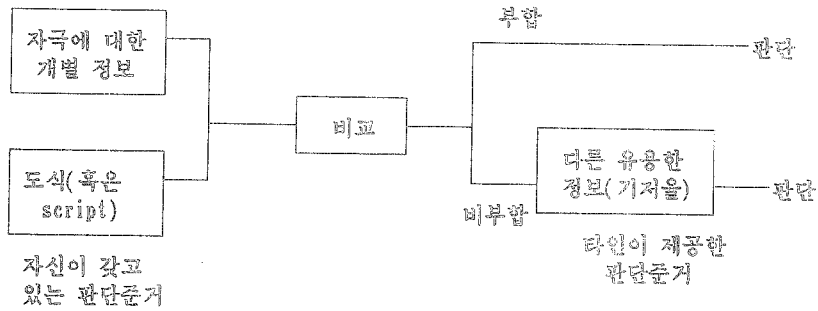 자극에 대한
개별 정보
도식(혹은
script)
자신이 갖고
있는 판단준거
비교
부합
판단
비부합
다른 유용한
정보(기저율)
판단
타인이 제공한
판단준거